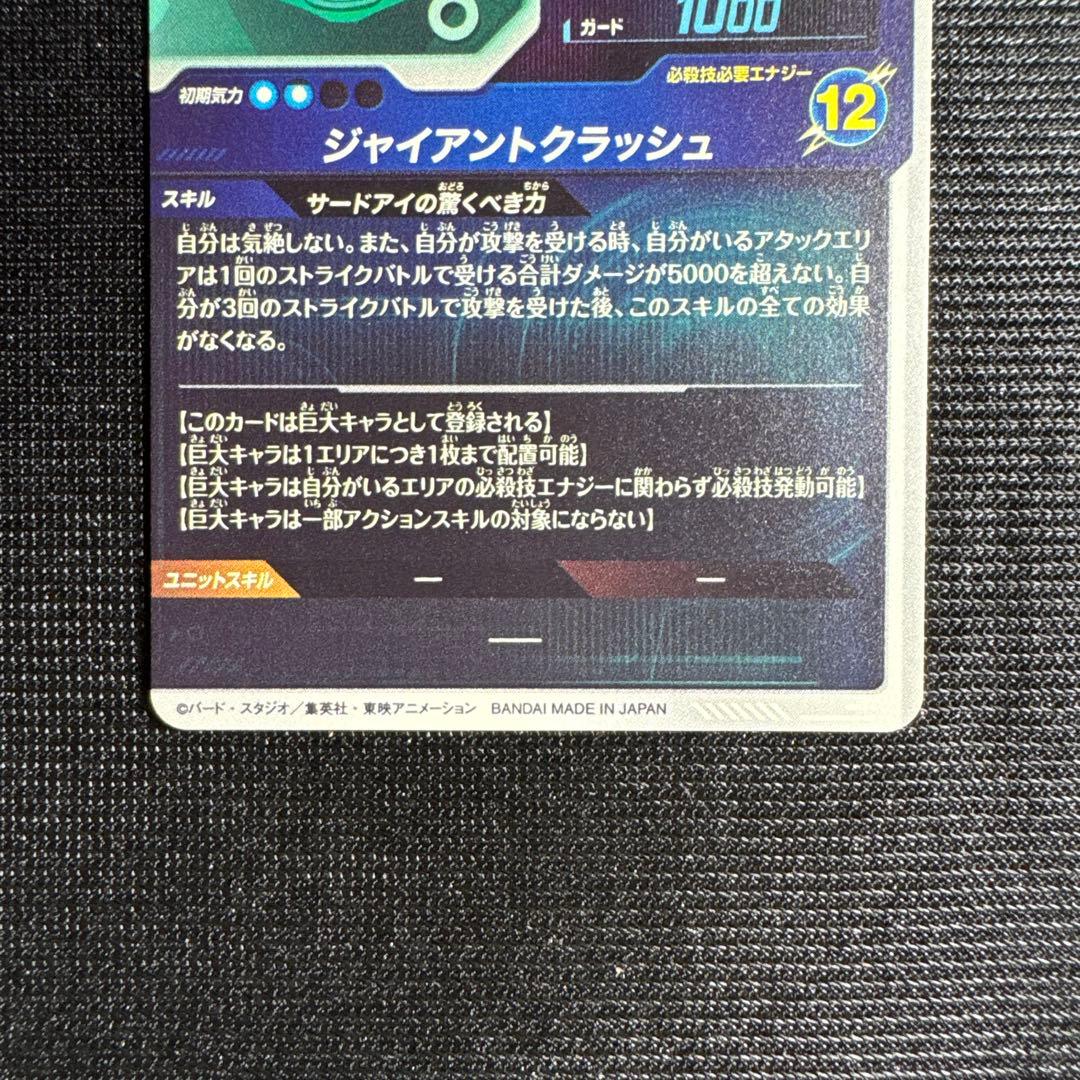 ガード 1000
必殺技必要エナジー
初期気力
12
ジャイアントクラッシュ
スキル
サードアイの驚くべき力
自分は気絶しない。また、自分が攻撃を受ける時、自分がいるアタックエリ
アは1回のストライクバトルで受ける合計ダメージが5000を超えない。自
分が3回のストライクバトルで攻撃を受けた後、このスキルの全ての効果
がなくなる。
【このカードは巨大キャラとして登録される】
【巨大キャラは1エリアにつき1枚まで配置可能】
【巨大キャラは自分がいるエリアの必殺技エナジーに関わらず必殺技発動可能】
【巨大キャラは一部アクションスキルの対象にならない】
ユニットスキル ー ー
ー
©バード・スタジオ/集英社・東映アニメーション BANDAI MADE IN JAPAN